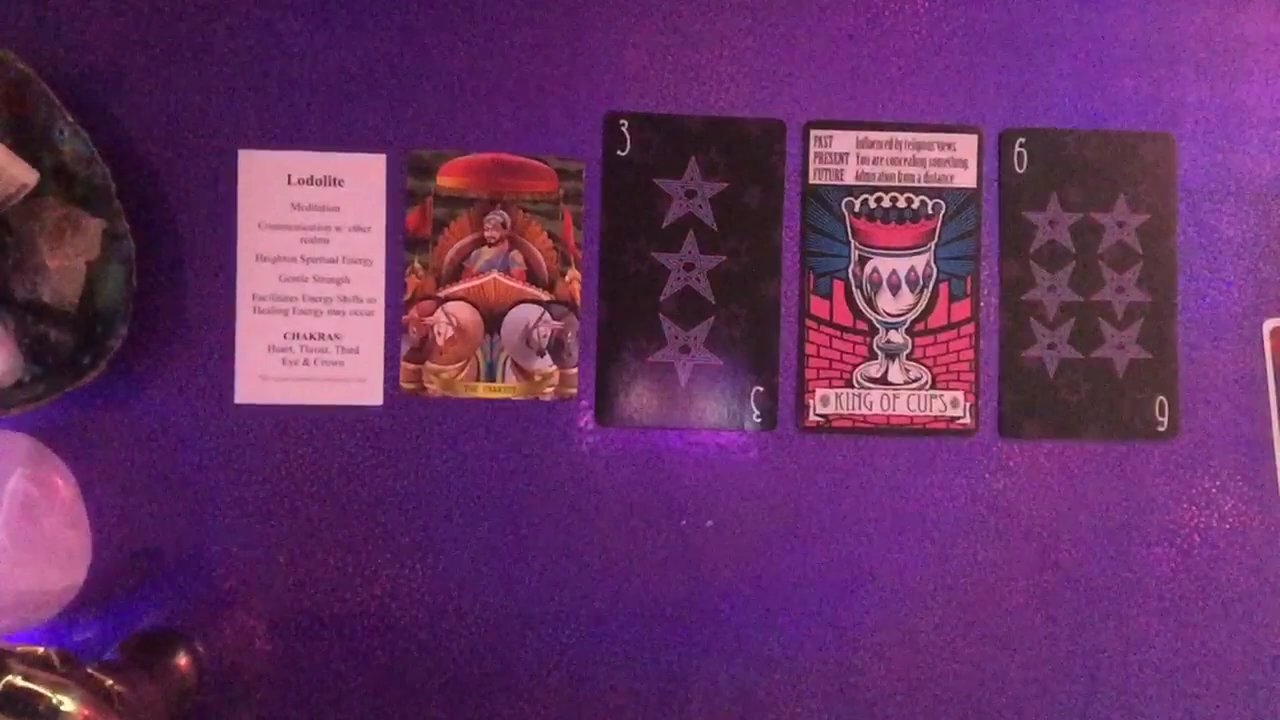 Lodolite
Meditation
Communication w/ other
realms
Heighten Spiritual Energy
Gentle Strength
Facilitates Energy Shifts so
Healing Energy may occur
CHAKRAS:
Heart, Throat, Third
Eye & Crown
THE CHARIOT
3
3
PAST Influenced by religious views
PRESENT You are concealing something
FUTURE Admiration from a distance
KING OF CUPS
6
6